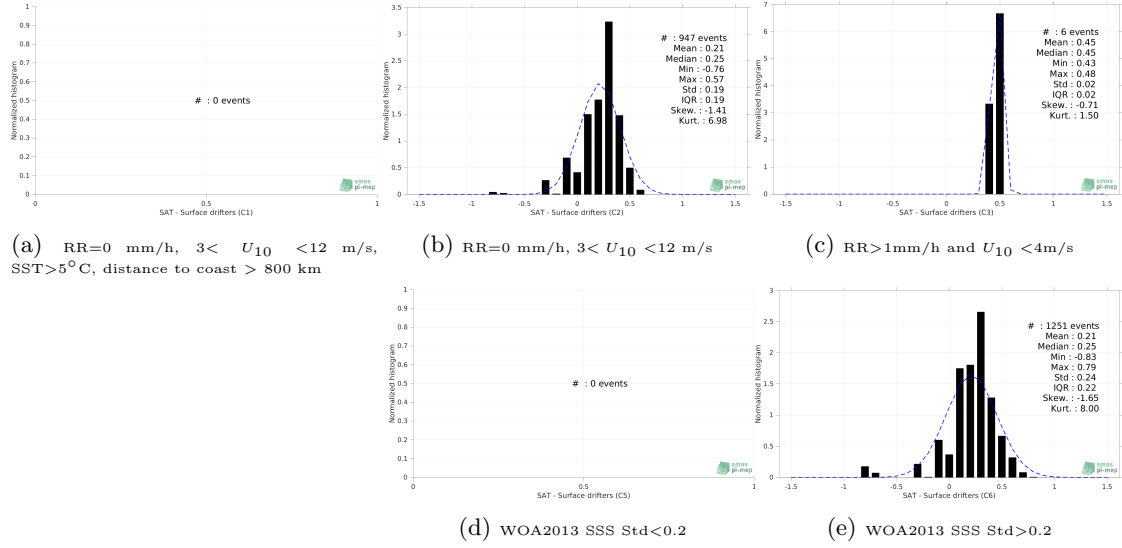 1
0.9
0.8
0.7
0.6
0.5
0.4
0.3
0.2
0.1
0
Normalized histogram
# : 0 events
smos
pi-mep
0 0.5 1
SAT - Surface drifters (C1)
(a) RR=0 mm/h, 3< U10 <12 m/s,
SST>5°C, distance to coast > 800 km
3.5
3
2.5
2
1.5
1
0.5
0
Normalized histogram
# : 947 events
Mean : 0.21
Median : 0.25
Min : -0.76
Max : 0.57
Std : 0.19
IQR : 0.19
Skew. : -1.41
Kurt. : 6.98
smos
pi-mep
-1.5 -1 -0.5 0 0.5 1 1.5
SAT - Surface drifters (C2)
(b) RR=0 mm/h, 3< U10 <12 m/s
7
6
5
4
3
2
1
0
Normalized histogram
# : 6 events
Mean : 0.45
Median : 0.45
Min : 0.43
Max : 0.48
Std : 0.02
IQR : 0.02
Skew. : -0.71
Kurt. : 1.50
smos
pi-mep
-1.5 -1 -0.5 0 0.5 1 1.5
SAT - Surface drifters (C3)
(c) RR>1mm/h and U10 <4m/s
1
0.9
0.8
0.7
0.6
0.5
0.4
0.3
0.2
0.1
0
Normalized histogram
# : 0 events
smos
pi-mep
0 0.5 1
SAT - Surface drifters (C5)
(d) WOA2013 SSS Std<0.2
3
2.5
2
1.5
1
0.5
0
Normalized histogram
# : 1251 events
Mean : 0.21
Median : 0.25
Min : -0.83
Max : 0.79
Std : 0.24
IQR : 0.22
Skew. : -1.65
Kurt. : 8.00
smos
pi-mep
-1.5 -1 -0.5 0 0.5 1 1.5
SAT - Surface drifters (C6)
(e) WOA2013 SSS Std>0.2